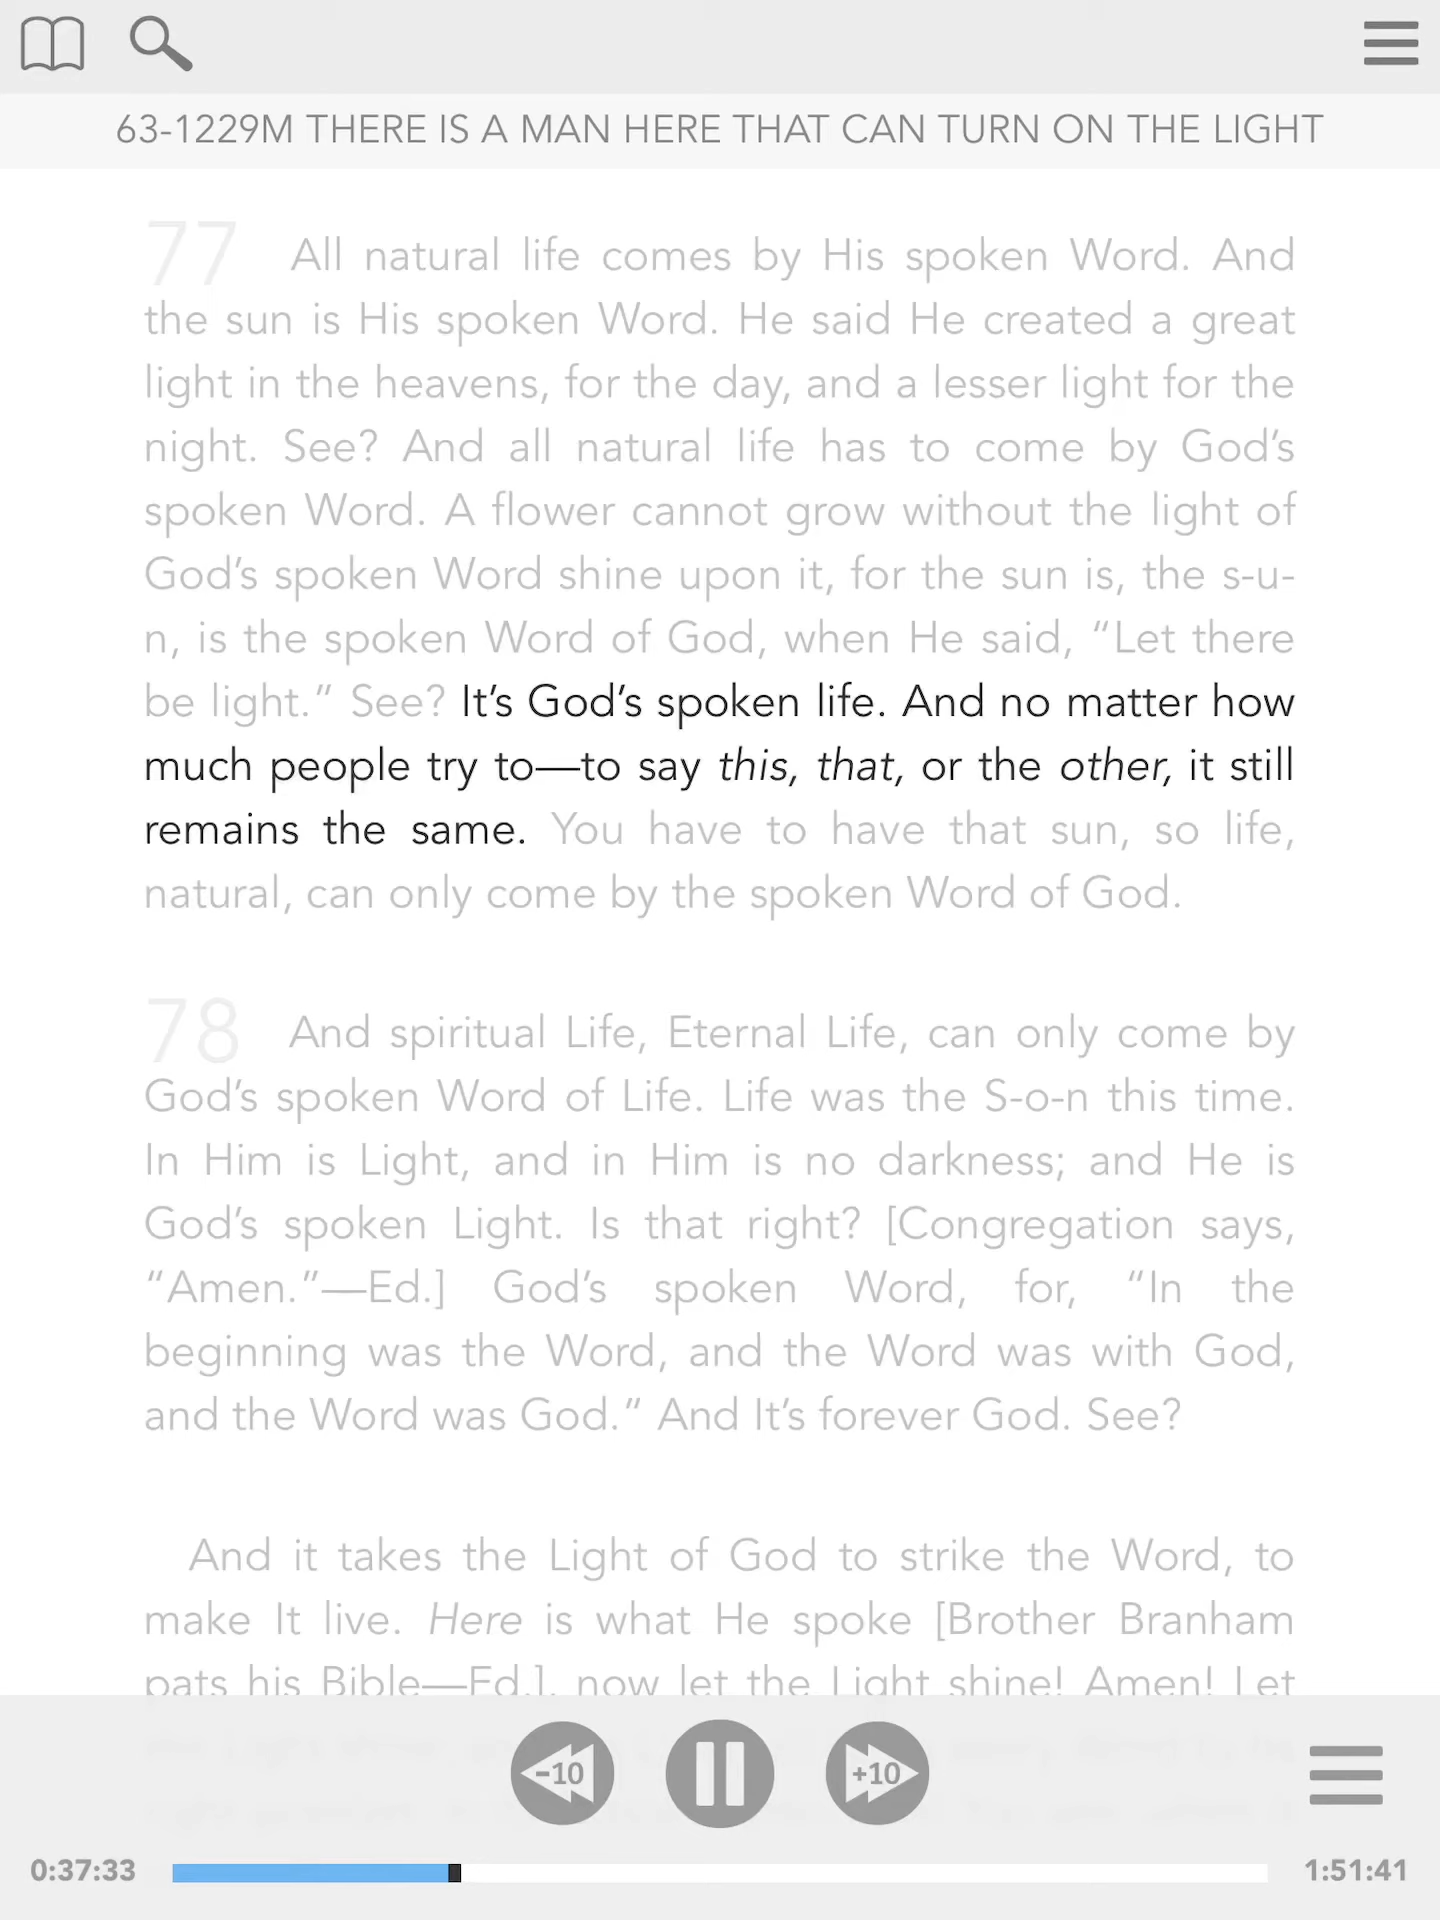 63-1229M THERE IS A MAN HERE THAT CAN TURN ON THE LIGHT
77 All natural life comes by His spoken Word. And
the sun is His spoken Word. He said He created a great
light in the heavens, for the day, and a lesser light for the
night. See? And all natural life has to come by God’s
spoken Word. A flower cannot grow without the light of
God’s spoken Word shine upon it, for the sun is, the s-u-
n, is the spoken Word of God, when He said, “Let there
be light.” See? It’s God’s spoken life. And no matter how
much people try to—to say this, that, or the other, it still
remains the same. You have to have that sun, so life,
natural, can only come by the spoken Word of God.
78 And spiritual Life, Eternal Life, can only come by
God’s spoken Word of Life. Life was the S-o-n this time.
In Him is Light, and in Him is no darkness; and He is
God’s spoken Light. Is that right? [Congregation says,
“Amen.”—Ed.] God’s spoken Word, for, “In the
beginning was the Word, and the Word was with God,
and the Word was God.” And It’s forever God. See?
And it takes the Light of God to strike the Word, to
make It live. Here is what He spoke [Brother Branham
pats his Bible—Ed.], now let the Light shine! Amen! Let
-10 +10
0:37:33 1:51:41